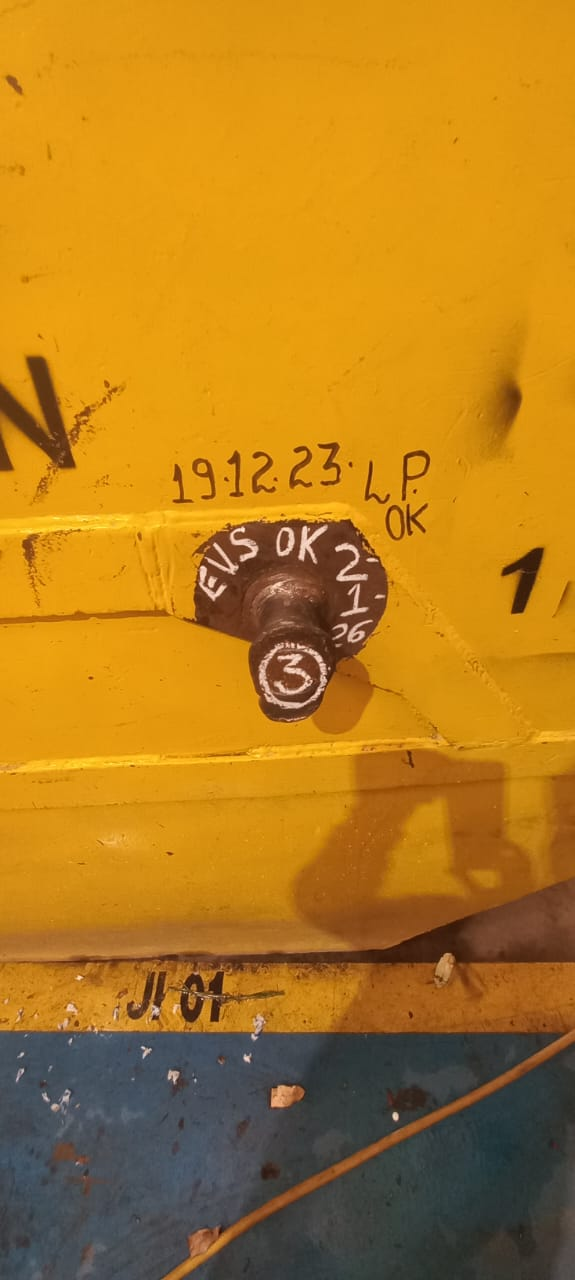 N
19.12.23. L.P.
OK
EVS OK 2-
1-
26
3
1
JI 01